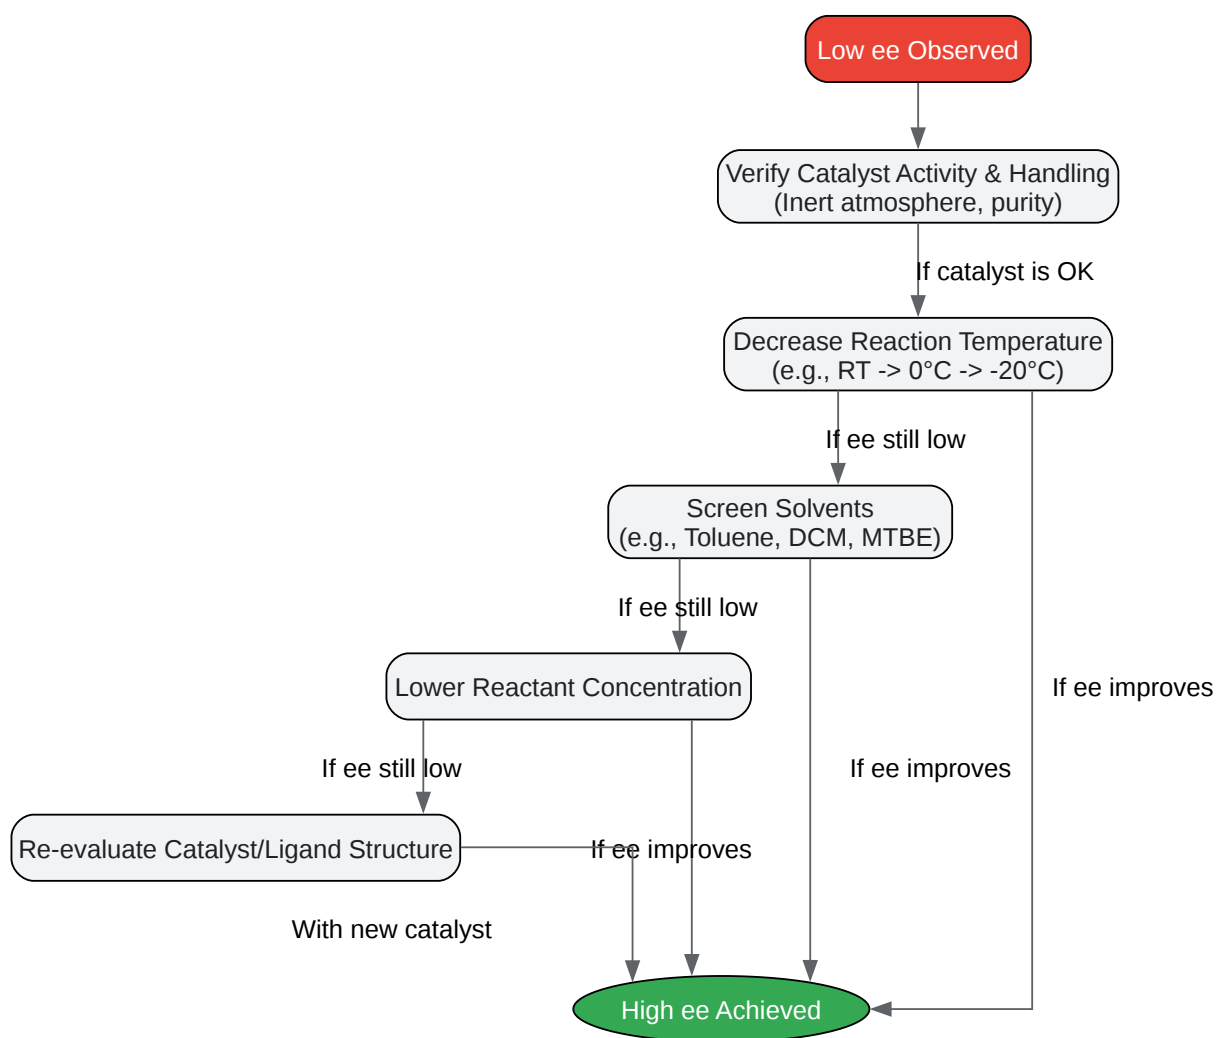 Low ee Observed
Verify Catalyst Activity & Handling
(Inert atmosphere, purity)
If catalyst is OK
Decrease Reaction Temperature
(e.g., RT -> 0°C -> -20°C)
If ee still low
Screen Solvents
(e.g., Toluene, DCM, MTBE)
If ee still low
Lower Reactant Concentration
If ee improves
If ee still low
If ee improves
Re-evaluate Catalyst/Ligand Structure
If ee improves
With new catalyst
High ee Achieved